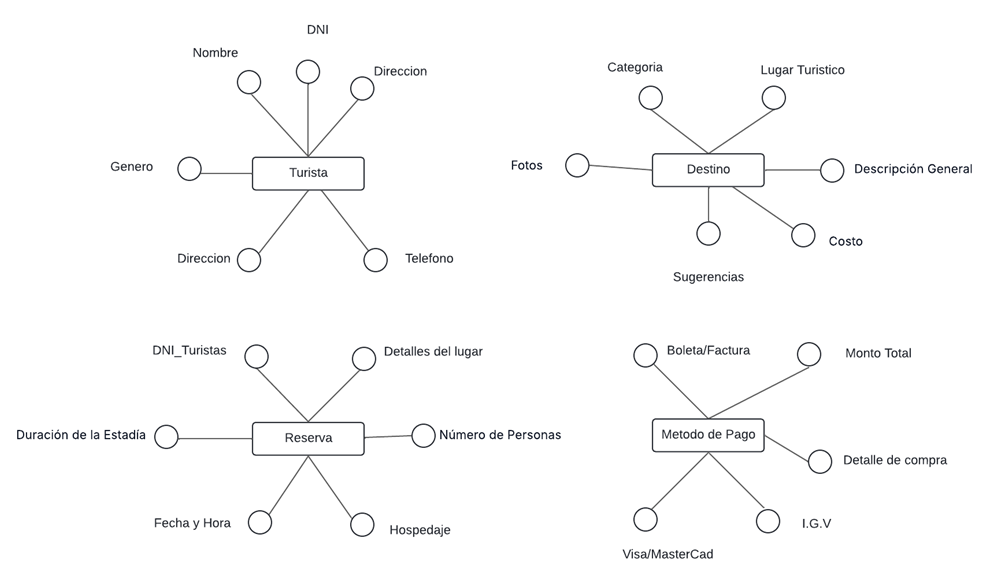 DNI
Nombre
Direccion
Genero
Turista
Direccion
Telefono
Categoria
Lugar Turistico
Fotos
Destino
Descripción General
Costo
Sugerencias
DNI_Turistas
Detalles del lugar
Duración de la Estadía
Reserva
Número de Personas
Fecha y Hora
Hospedaje
Boleta/Factura
Monto Total
Metodo de Pago
Detalle de compra
I.G.V
Visa/MasterCad